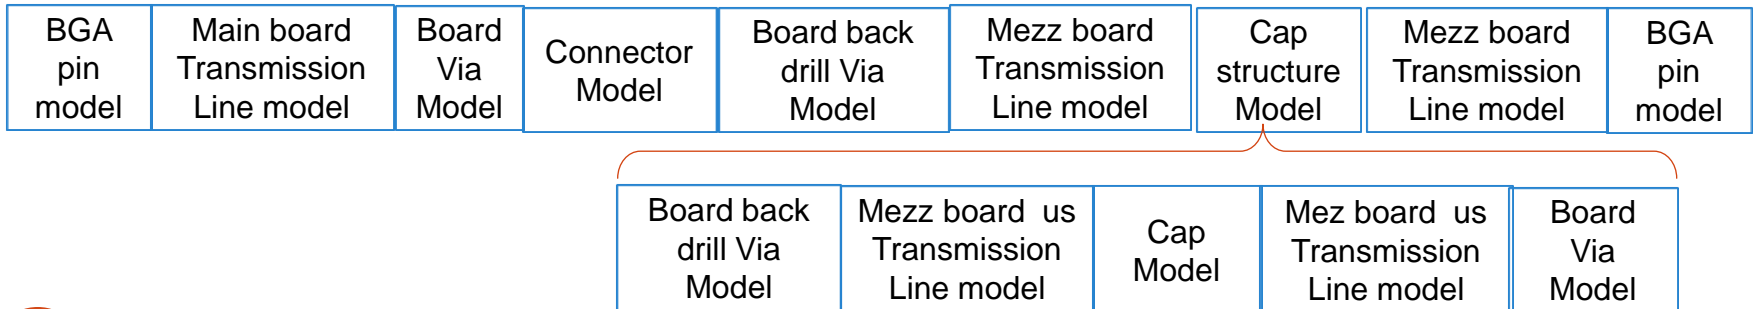 BGA
pin
model
Main board
Transmission
Line model
Board
Via
Model
Connector
Model
Board back
drill Via
Model
Mezz board
Transmission
Line model
Cap
structure
Model
Mezz board
Transmission
Line model
BGA
pin
model
Board back
drill Via
Model
Mezz board  us
Transmission
Line model
Cap
Model
Mez board  us
Transmission
Line model
Board
Via
Model